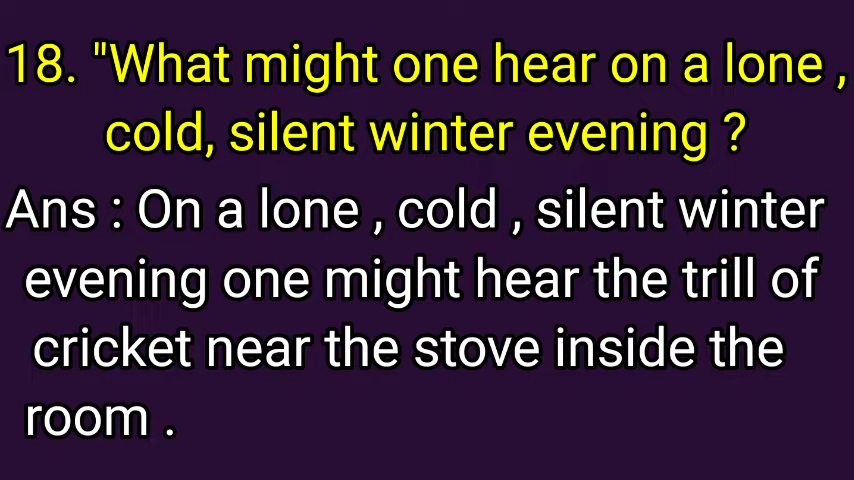 18. "What might one hear on a lone ,
cold, silent winter evening ?
Ans : On a lone , cold , silent winter
evening one might hear the trill of
cricket near the stove inside the
room .